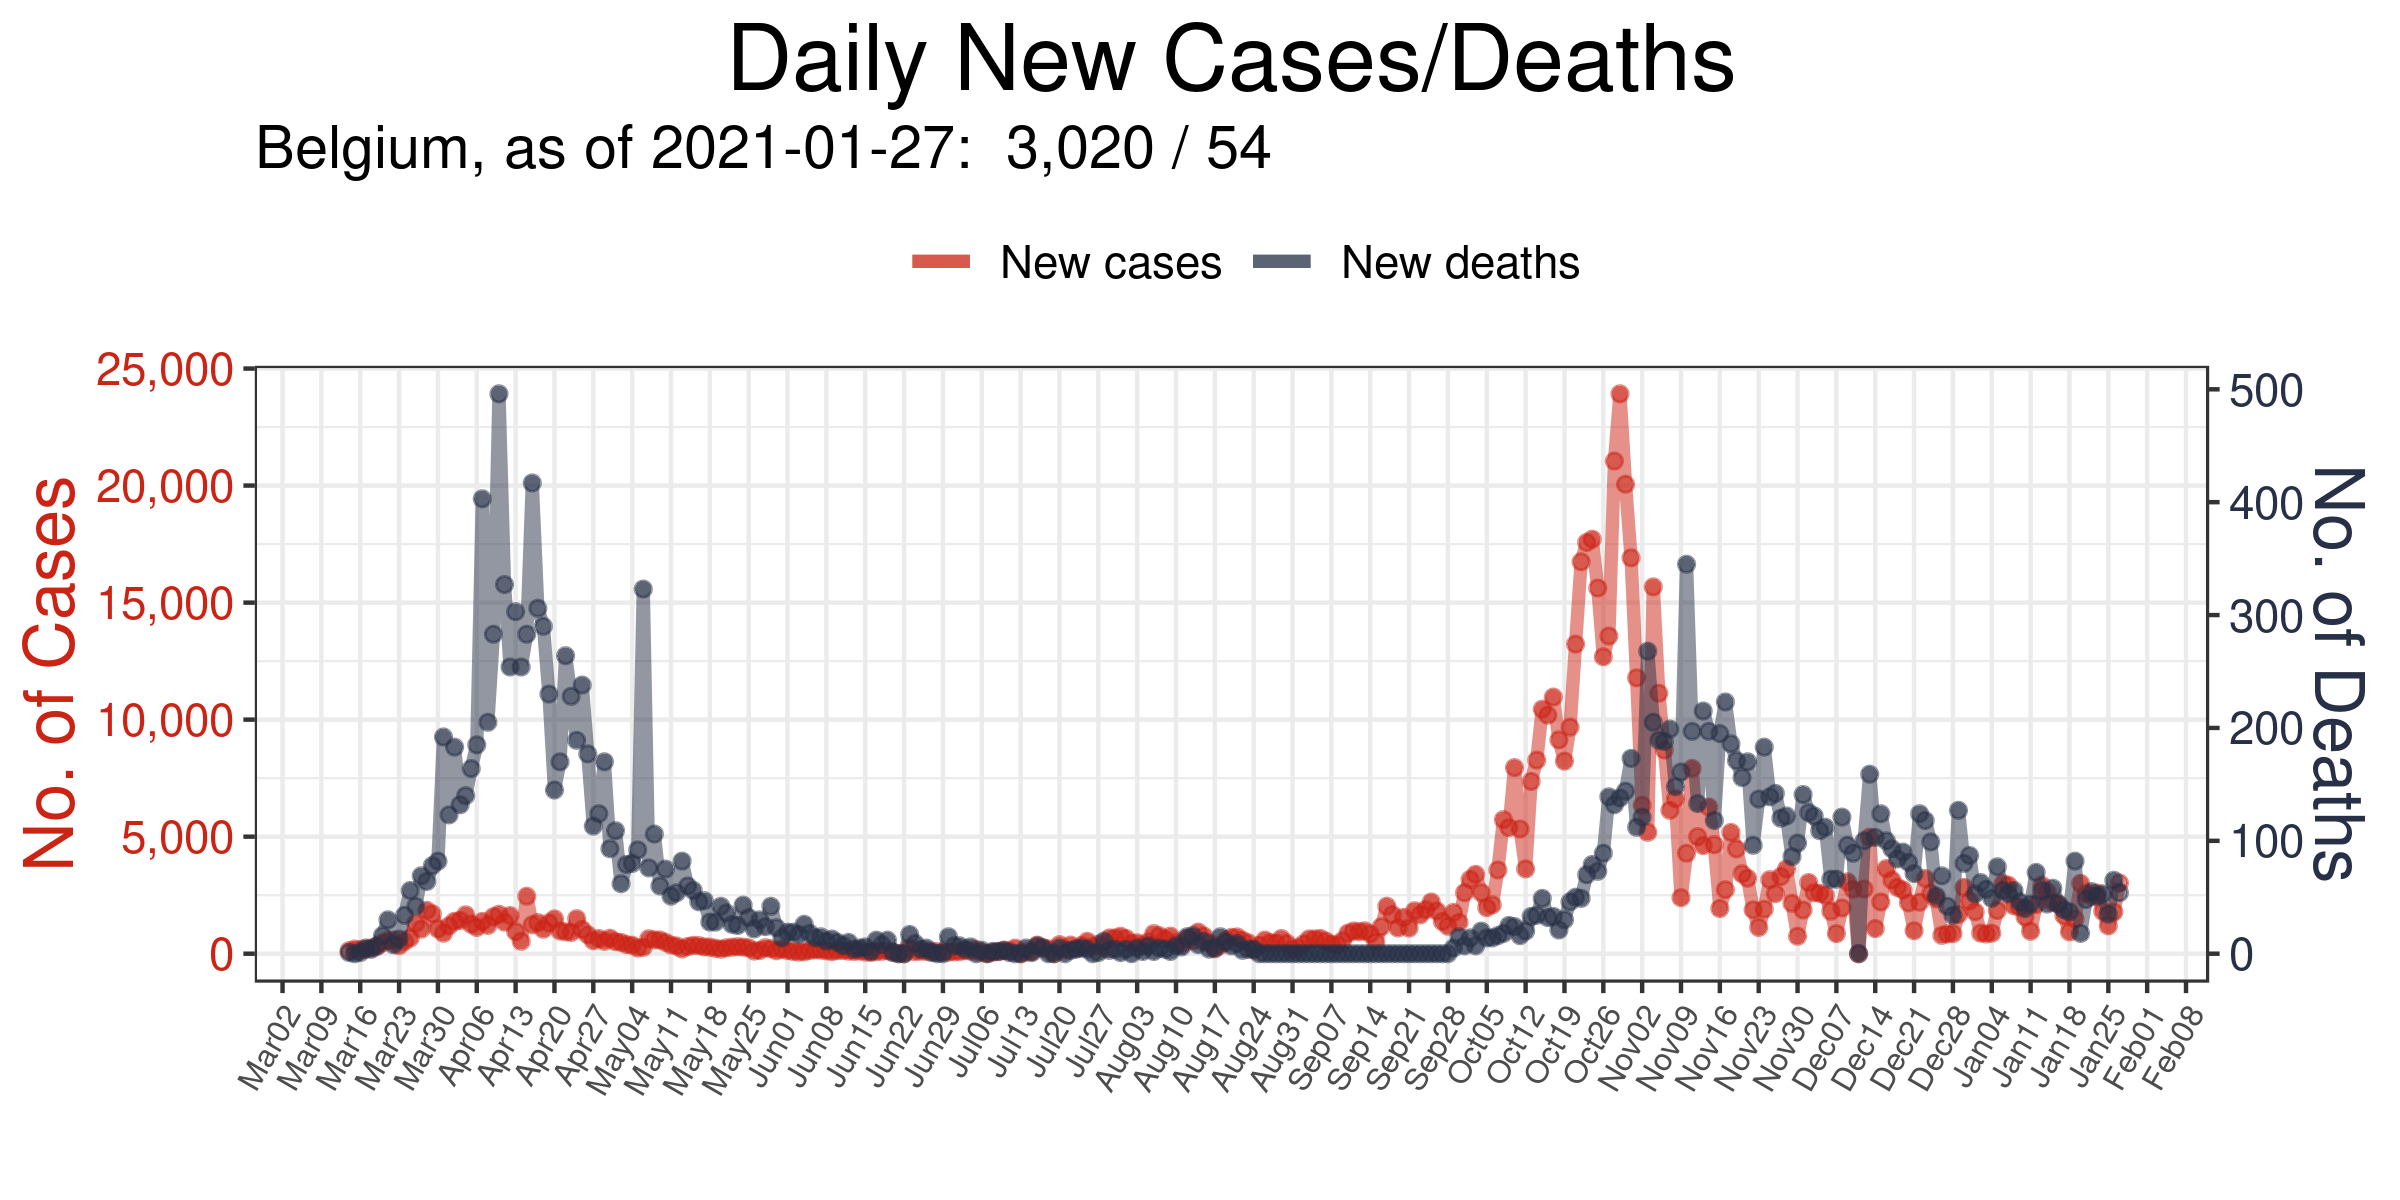 Daily New Cases/Deaths
Belgium, as of 2021-01-27: 3,020 / 54
New cases
New deaths
No. of Cases
25,000
20,000
15,000
10,000
5,000
0
500
400
300
200
100
0
No. of Deaths
Mar02
Mar09
Mar16
Mar23
Mar30
Apr06
Apr13
Apr20
Apr27
May04
May11
May18
May25
Jun01
Jun08
Jun15
Jun22
Jun29
Jul06
Jul13
Jul20
Jul27
Aug03
Aug10
Aug17
Aug24
Aug31
Sep07
Sep14
Sep21
Sep28
Oct05
Oct12
Oct19
Oct26
Nov02
Nov09
Nov16
Nov23
Nov30
Dec07
Dec14
Dec21
Dec28
Jan04
Jan11
Jan18
Jan25
Feb01
Feb08